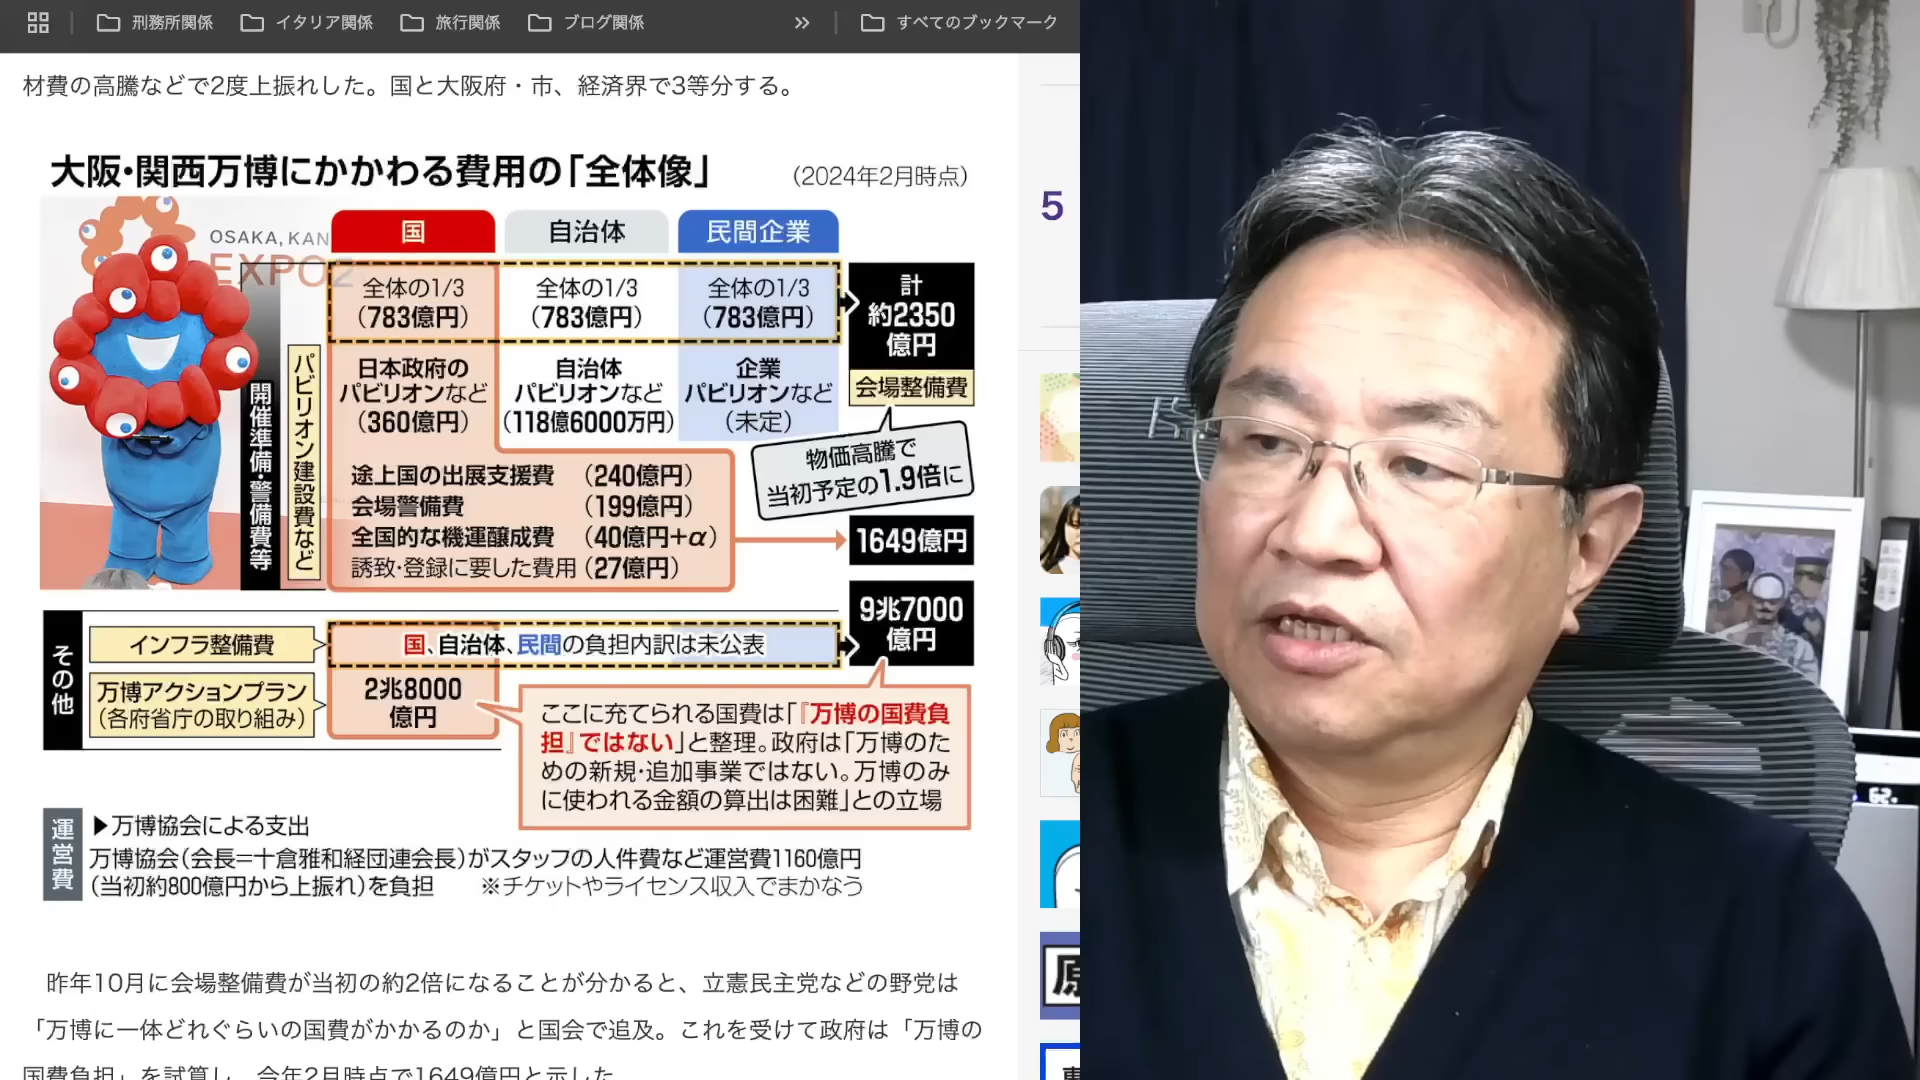 刑務所関係
イタリア関係
旅行関係
ブログ関係
»
すべてのブックマーク
材費の高騰などで2度上振れした。国と大阪府・市、経済界で3等分する。
5
大阪・関西万博にかかわる費用の「全体像」
(2024年2月時点)
OSAKA, KAN
EXPO2
国
自治体
民間企業
開催準備・警備費等
パビリオン建設費など
全体の1/3
(783億円)
全体の1/3
(783億円)
全体の1/3
(783億円)
計
約2350
億円
会場整備費
日本政府の
パビリオンなど
(360億円)
自治体
パビリオンなど
(118億6000万円)
企業
パビリオンなど
(未定)
物価高騰で
当初予定の1.9倍に
途上国の出展支援費 (240億円)
会場警備費 (199億円)
全国的な機運醸成費 (40億円+α)
誘致・登録に要した費用 (27億円)
1649億円
その他
インフラ整備費
国、自治体、民間の負担内訳は未公表
9兆7000
億円
万博アクションプラン
(各府省庁の取り組み)
2兆8000
億円
ここに充てられる国費は「『万博の国費負
担』ではない」と整理。政府は「万博のた
めの新規・追加事業ではない。万博のみ
に使われる金額の算出は困難」との立場
運営費
▶万博協会による支出
万博協会(会長=十倉雅和経団連会長)がスタッフの人件費など運営費1160億円
(当初約800億円から上振れ)を負担 ※チケットやライセンス収入でまかなう
昨年10月に会場整備費が当初の約2倍になることが分かると、立憲民主党などの野党は
「万博に一体どれぐらいの国費がかかるのか」と国会で追及。これを受けて政府は「万博の
国費負担」を試算し、今年2月時点で1649億円と示した